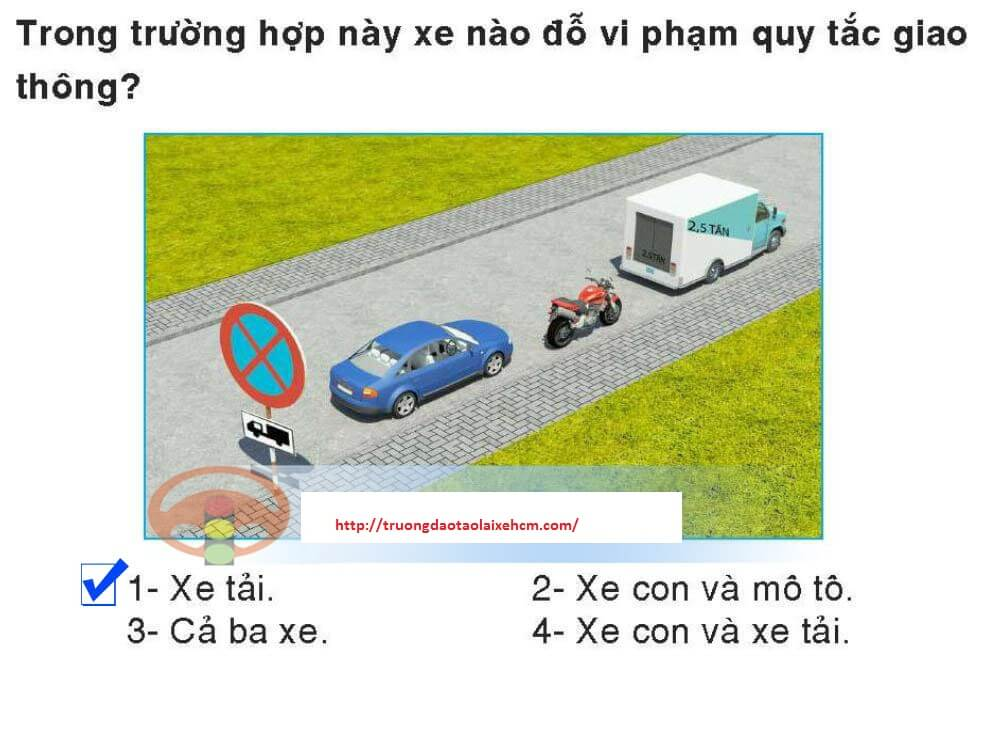 Trong trường hợp này xe nào đỗ vi phạm quy tắc giao
thông?
2,5 TẤN
2,5TẤN
http://truongdaotaolaixehcm.com/
1- Xe tải.
2- Xe con và mô tô.
3- Cả ba xe.
4- Xe con và xe tải.